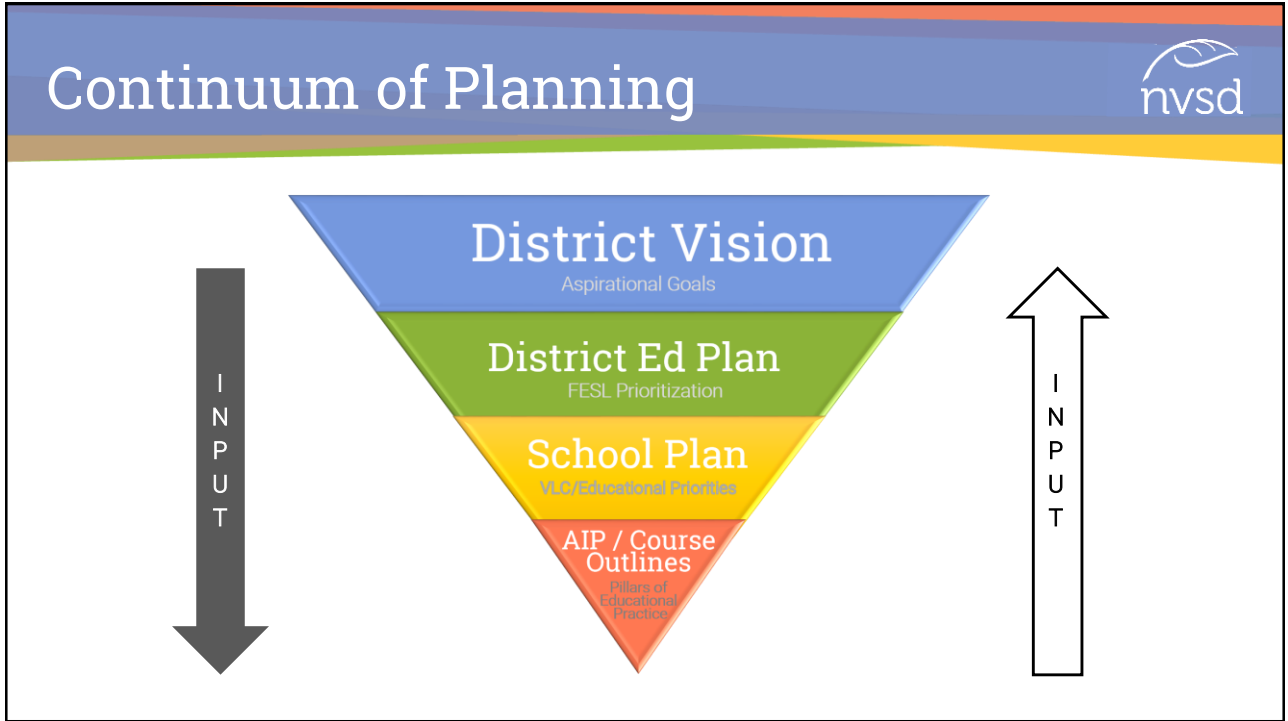 Continuum of Planning
nvsd
District Vision
Aspirational Goals
District Ed Plan
FESL Prioritization
School Plan
VLC/Educational Priorities
AIP / Course
Outlines
Pillars of
Educational
Practice
I
N
P
U
T
I
N
P
U
T